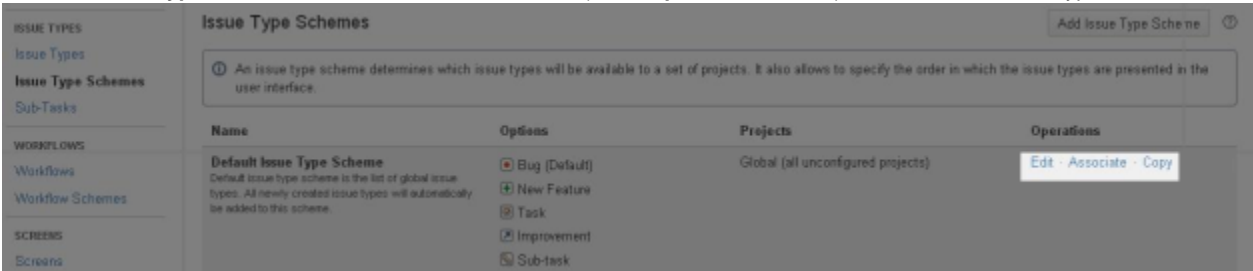 ISSUE TYPES
Issue Types
Issue Type Schemes
Sub-Tasks
WORKFLOWS
Workflows
Workflow Schemes
SCREENS
Screens
Issue Type Schemes
Add Issue Type Scheme
An issue type scheme determines which issue types will be available to a set of projects. It also allows to specify the order in which the issue types are presented in the
user interface.
Name Options Projects Operations
Default Issue Type Scheme
Default issue type scheme is the list of global issue
types. All newly created issue types will automatically
be added to this scheme.
Bug (Default)
New Feature
Task
Improvement
Sub-task
Global (all unconfigured projects)
Edit · Associate · Copy